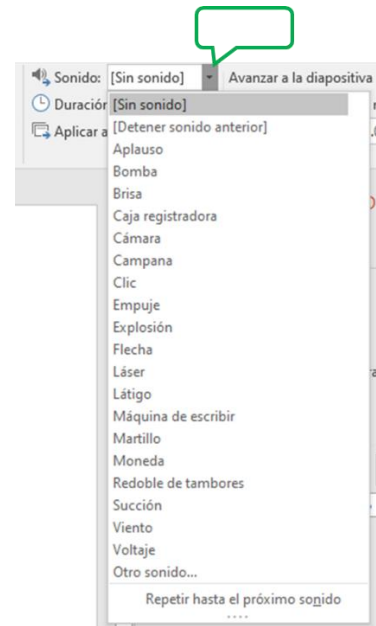 Sonido: [Sin sonido] Avanzar a la diapositiva
Duración
Aplicar a
[Sin sonido]
[Detener sonido anterior]
Aplauso
Bomba
Brisa
Caja registradora
Cámara
Campana
Clic
Empuje
Explosión
Flecha
Láser
Látigo
Máquina de escribir
Martillo
Moneda
Redoble de tambores
Succión
Viento
Voltaje
Otro sonido...
Repetir hasta el próximo sonido